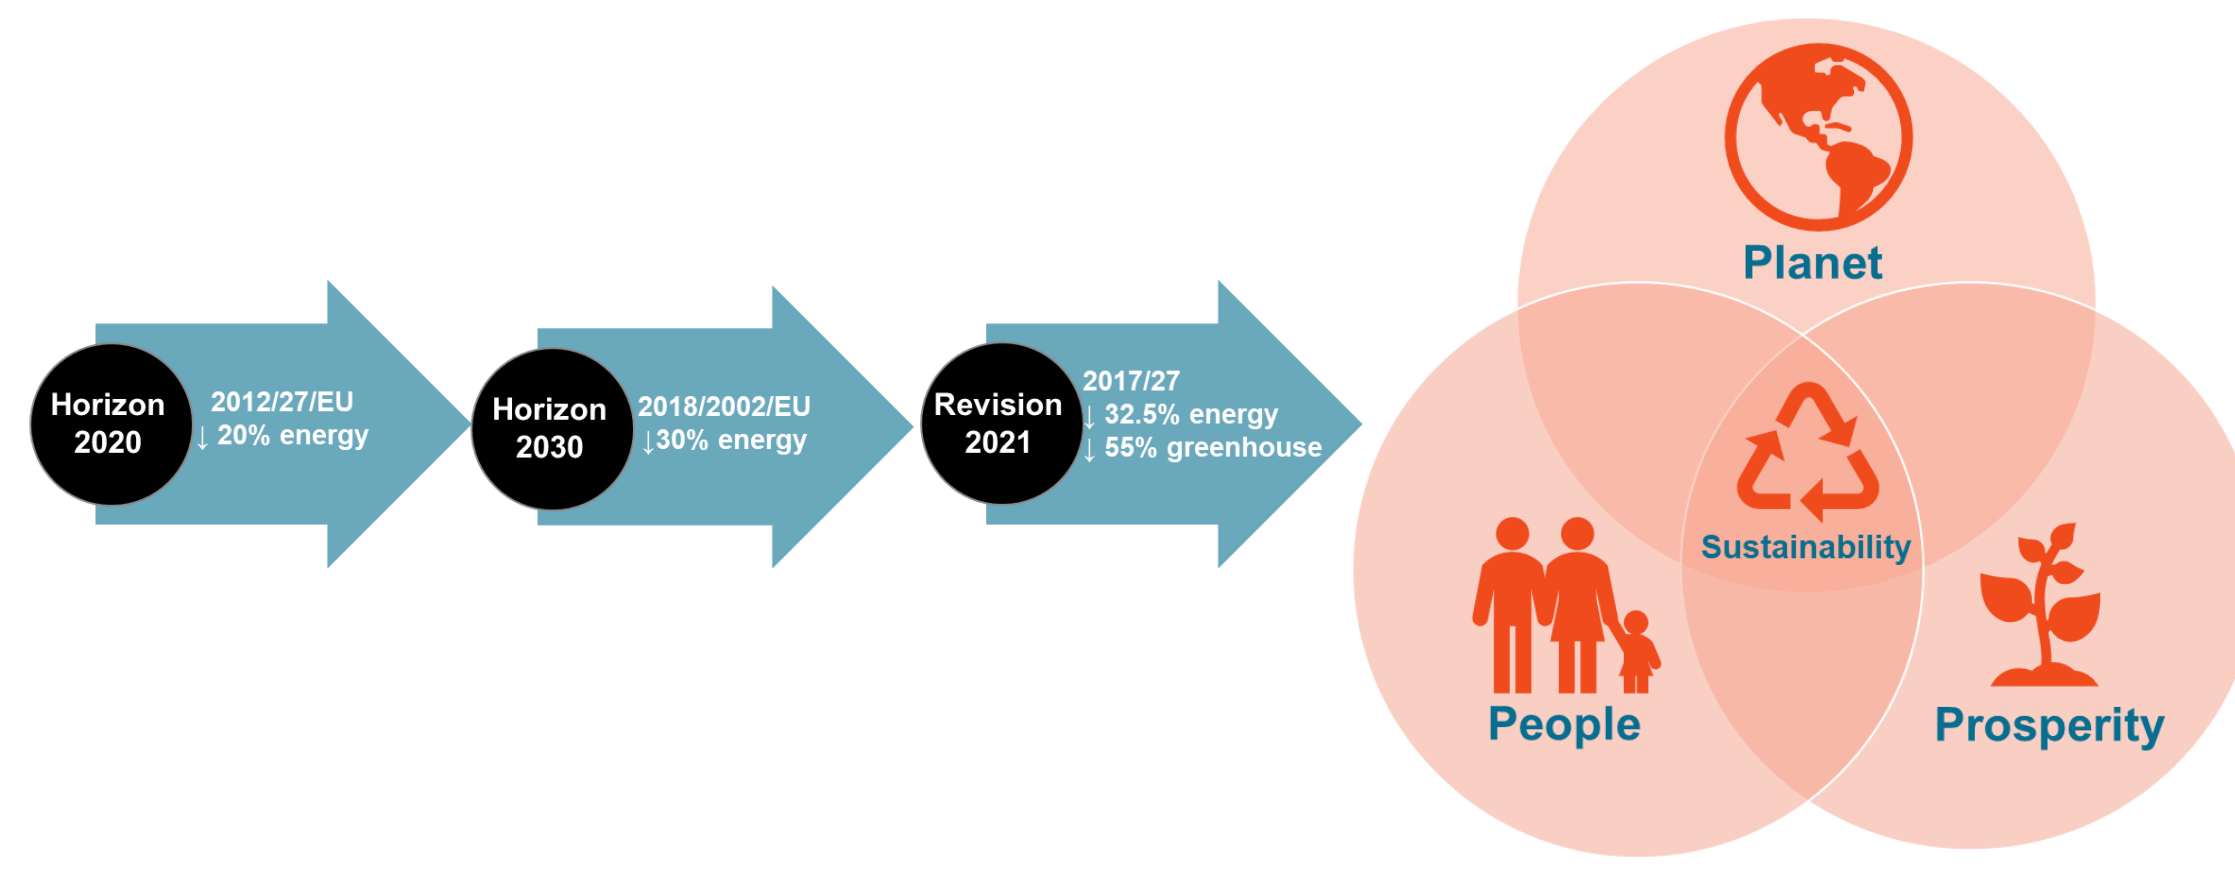 Horizon
2020
2012/27/EU
↓ 20% energy
Horizon
2030
2018/2002/EU
↓30% energy
Revision
2021
2017/27
↓ 32.5% energy
↓ 55% greenhouse
Planet
Sustainability
People
Prosperity